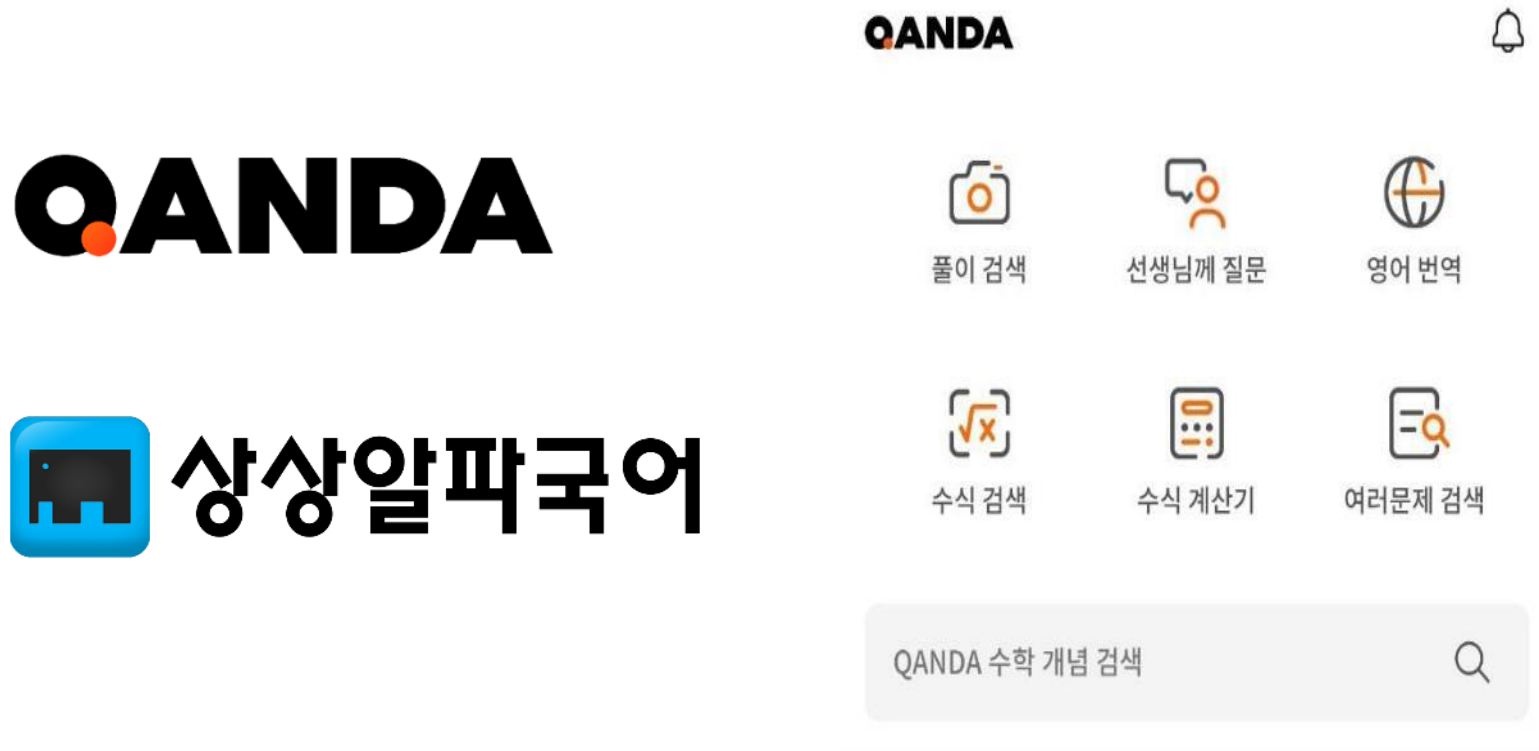 QANDA
상상알파국어
QANDA
풀이 검색
선생님께 질문
영어 번역
수식 검색
수식 계산기
여러문제 검색
QANDA 수학 개념 검색